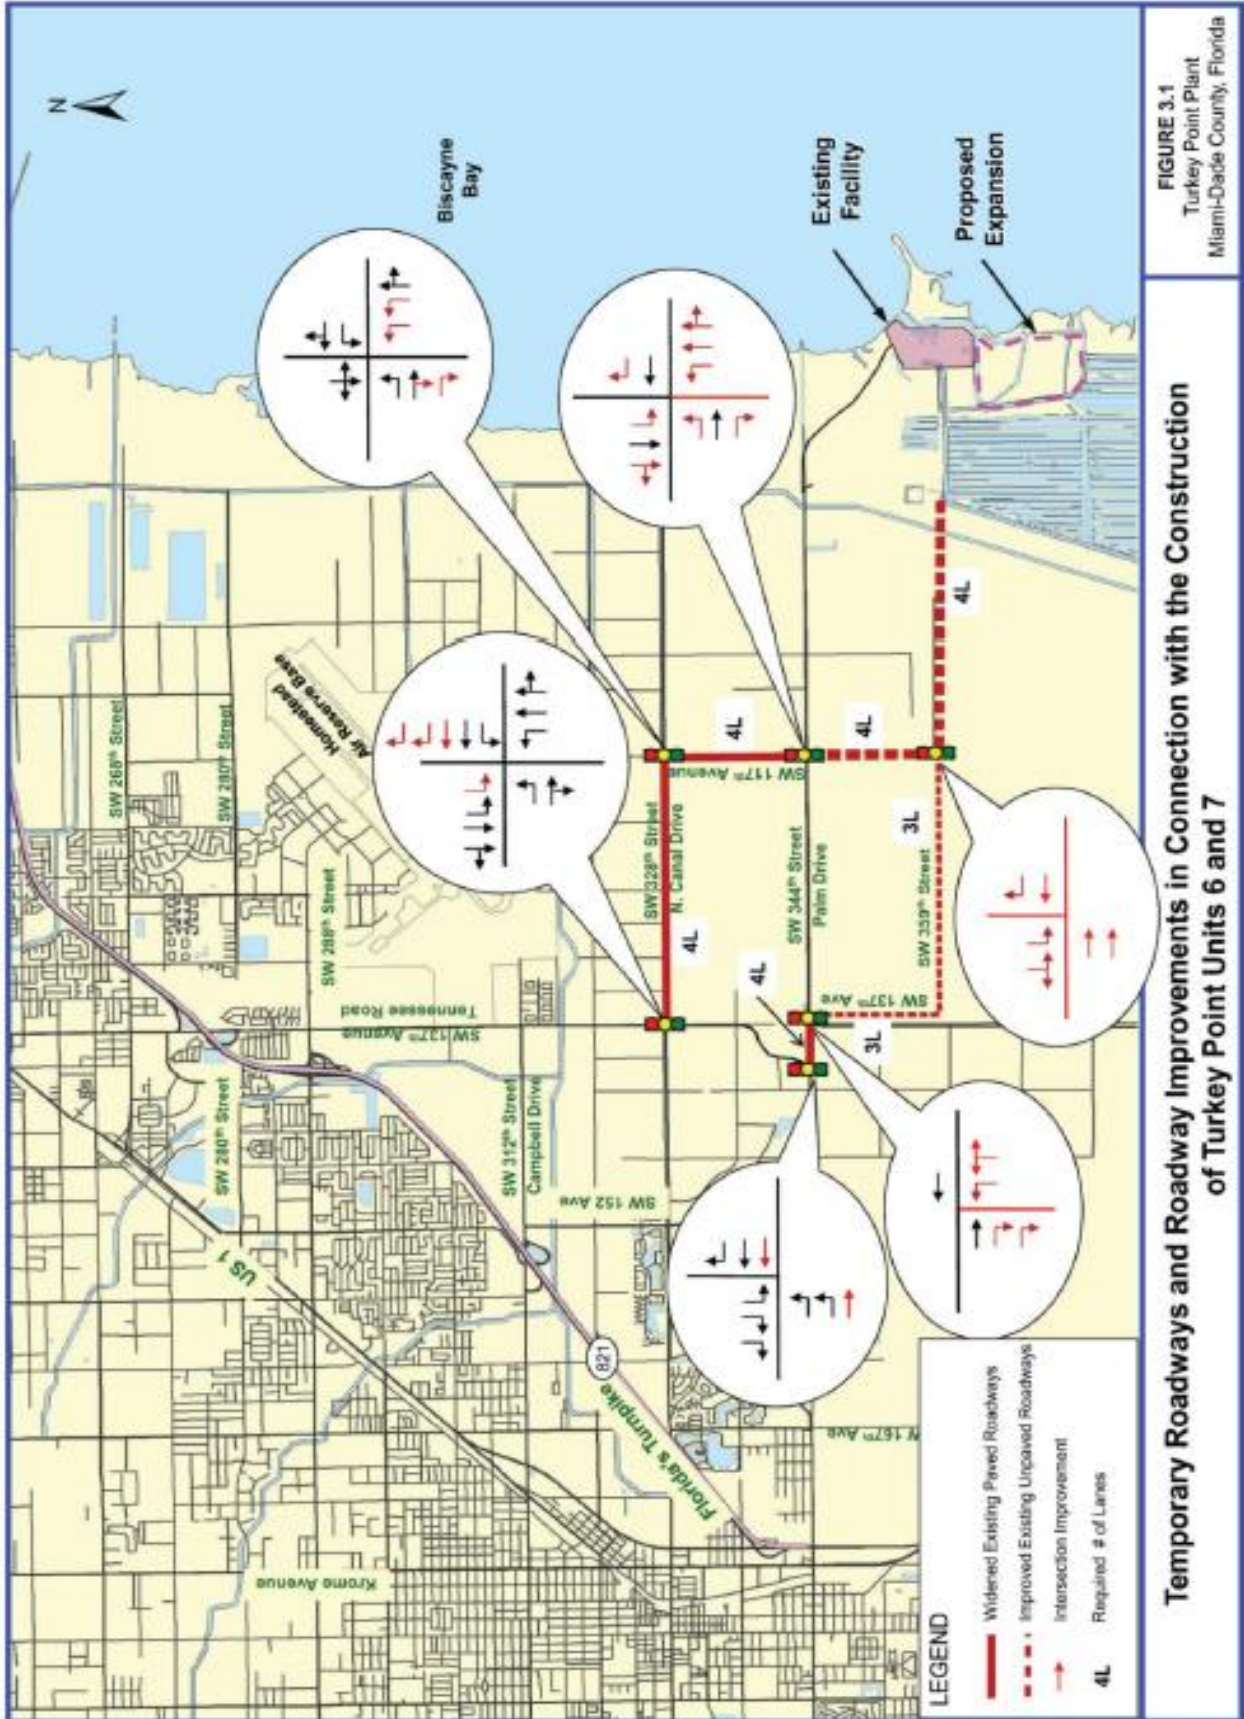 N
Biscayne
Bay
Existing
Facility
Proposed
Expansion
SW 268th Street
SW 280th Street
Homestead
Air Reserve Base
SW 288th Street
Tennessee Road
SW 137th Avenue
SW 280th Street
SW 312th Street
Campbell Drive
SW 152 Ave
US 1
821
Florida's Turnpike
Krome Avenue
W 167th Ave
SW 328th Street
N. Canal Drive
4L
4L
SW 117th Avenue
4L
SW 344th Street
Palm Drive
4L
SW 137th Ave
3L
3L
SW 359th Street
4L
LEGEND
Widened Existing Paved Roadways
Improved Existing Unpaved Roadways
Intersection Improvement
4L Required # of Lanes
Temporary Roadways and Roadway Improvements in Connection with the Construction
of Turkey Point Units 6 and 7
FIGURE 3.1
Turkey Point Plant
Miami-Dade County, Florida